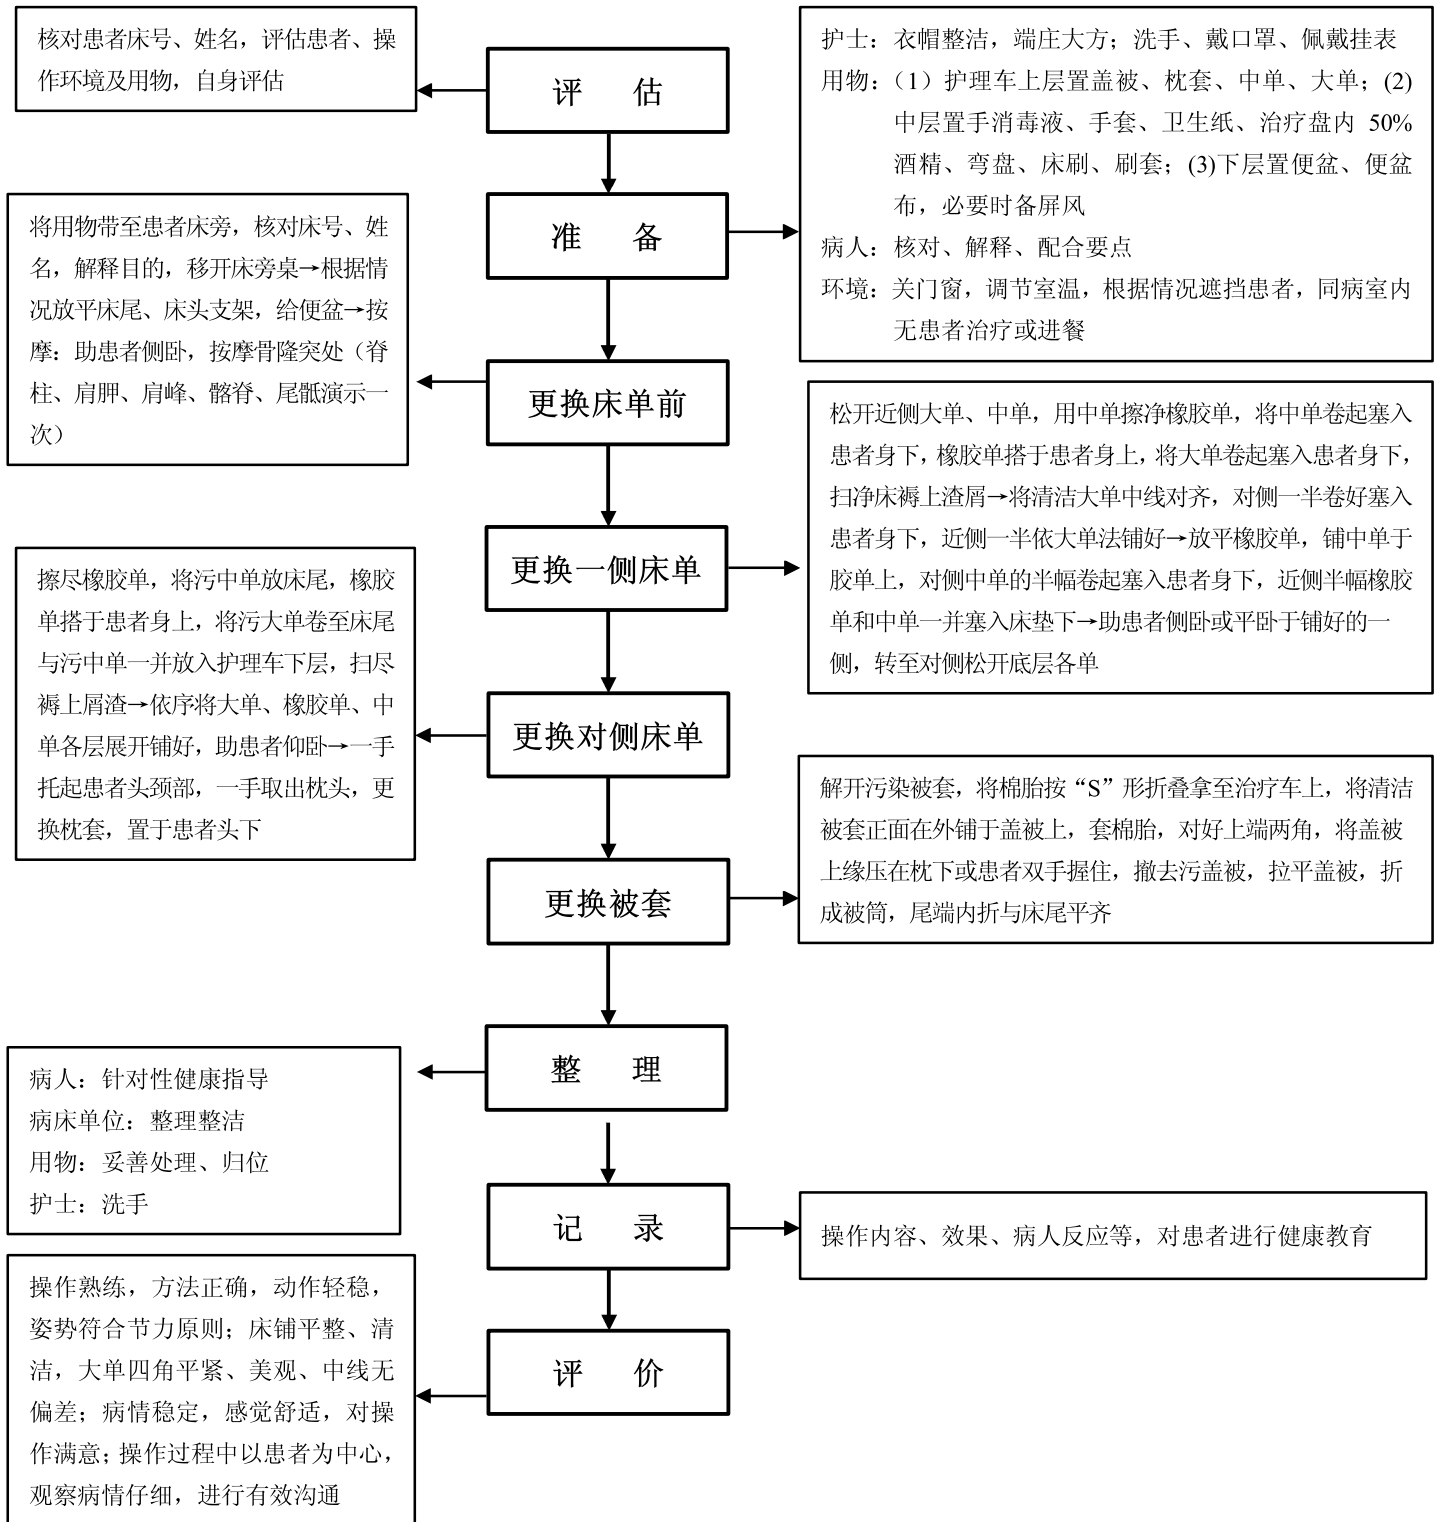 核对患者床号、姓名，评估患者、操
作环境及用物，自身评估
评 估
护士：衣帽整洁，端庄大方；洗手、戴口罩、佩戴挂表
用物：（1）护理车上层置盖被、枕套、中单、大单；(2)
中层置手消毒液、手套、卫生纸、治疗盘内 50%
酒精、弯盘、床刷、刷套；(3)下层置便盆、便盆
布，必要时备屏风
病人：核对、解释、配合要点
环境：关门窗，调节室温，根据情况遮挡患者，同病室内
无患者治疗或进餐
准 备
将用物带至患者床旁，核对床号、姓
名，解释目的，移开床旁桌→根据情
况放平床尾、床头支架，给便盆→按
摩：助患者侧卧，按摩骨隆突处（脊
柱、肩胛、肩峰、髂脊、尾骶演示一
次）
更换床单前
松开近侧大单、中单，用中单擦净橡胶单，将中单卷起塞入
患者身下，橡胶单搭于患者身上，将大单卷起塞入患者身下，
扫净床褥上渣屑→将清洁大单中线对齐，对侧一半卷好塞入
患者身下，近侧一半依大单法铺好→放平橡胶单，铺中单于
胶单上，对侧中单的半幅卷起塞入患者身下，近侧半幅橡胶
单和中单一并塞入床垫下→助患者侧卧或平卧于铺好的一
侧，转至对侧松开底层各单
更换一侧床单
擦尽橡胶单，将污中单放床尾，橡胶
单搭于患者身上，将污大单卷至床尾
与污中单一并放入护理车下层，扫尽
褥上屑渣→依序将大单、橡胶单、中
单各层展开铺好，助患者仰卧→一手
托起患者头颈部，一手取出枕头，更
换枕套，置于患者头下
更换对侧床单
解开污染被套，将棉胎按“S”形折叠拿至治疗车上，将清洁
被套正面在外铺于盖被上，套棉胎，对好上端两角，将盖被
上缘压在枕下或患者双手握住，撤去污盖被，拉平盖被，折
成被筒，尾端内折与床尾平齐
更换被套
整 理
病人：针对性健康指导
病床单位：整理整洁
用物：妥善处理、归位
护士：洗手
记 录
操作内容、效果、病人反应等，对患者进行健康教育
操作熟练，方法正确，动作轻稳，
姿势符合节力原则；床铺平整、清
洁，大单四角平紧、美观、中线无
偏差；病情稳定，感觉舒适，对操
作满意；操作过程中以患者为中心，
观察病情仔细，进行有效沟通
评 价